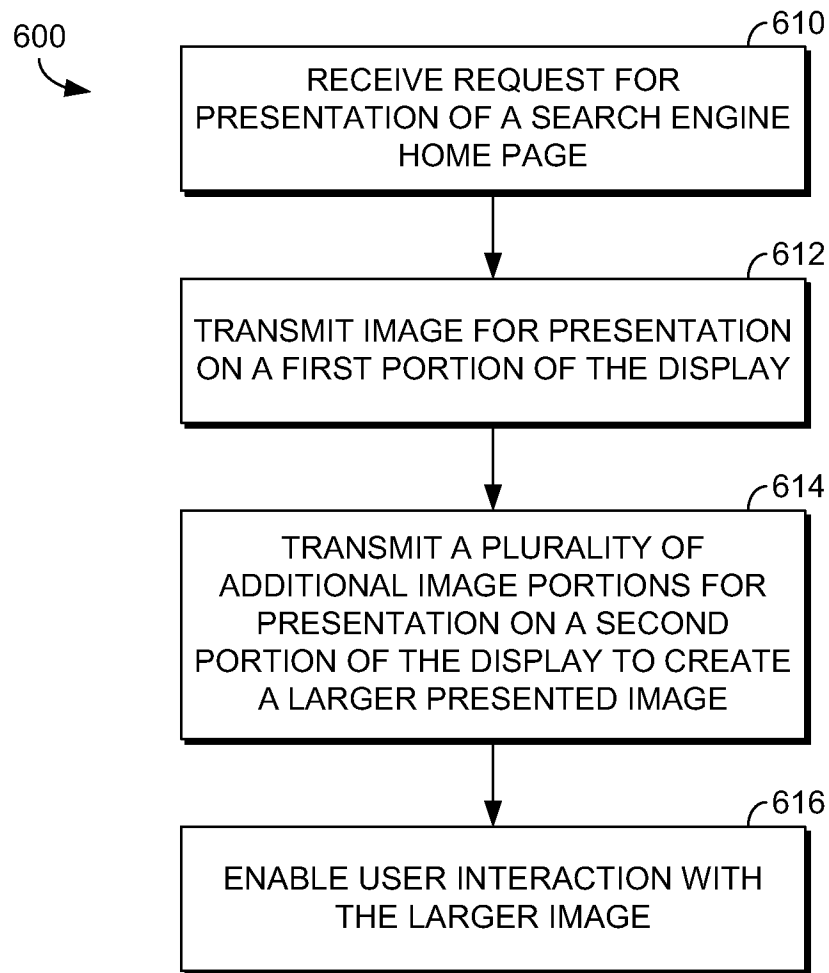 600
610
RECEIVE REQUEST FOR
PRESENTATION OF A SEARCH ENGINE
HOME PAGE
612
TRANSMIT IMAGE FOR PRESENTATION
ON A FIRST PORTION OF THE DISPLAY
614
TRANSMIT A PLURALITY OF
ADDITIONAL IMAGE PORTIONS FOR
PRESENTATION ON A SECOND
PORTION OF THE DISPLAY TO CREATE
A LARGER PRESENTED IMAGE
616
ENABLE USER INTERACTION WITH
THE LARGER IMAGE